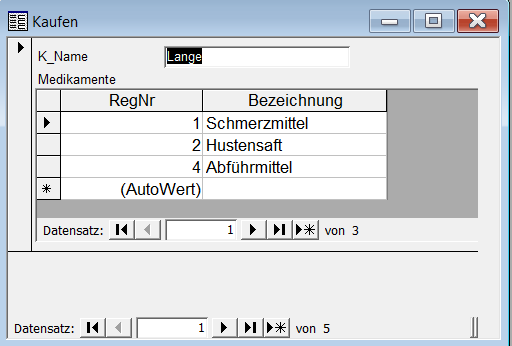 Kaufen
K_Name Lange
Medikamente
RegNr Bezeichnung
1 Schmerzmittel
2 Hustensaft
4 Abführmittel
(AutoWert)
Datensatz: 1 von 3
Datensatz: 1 von 5